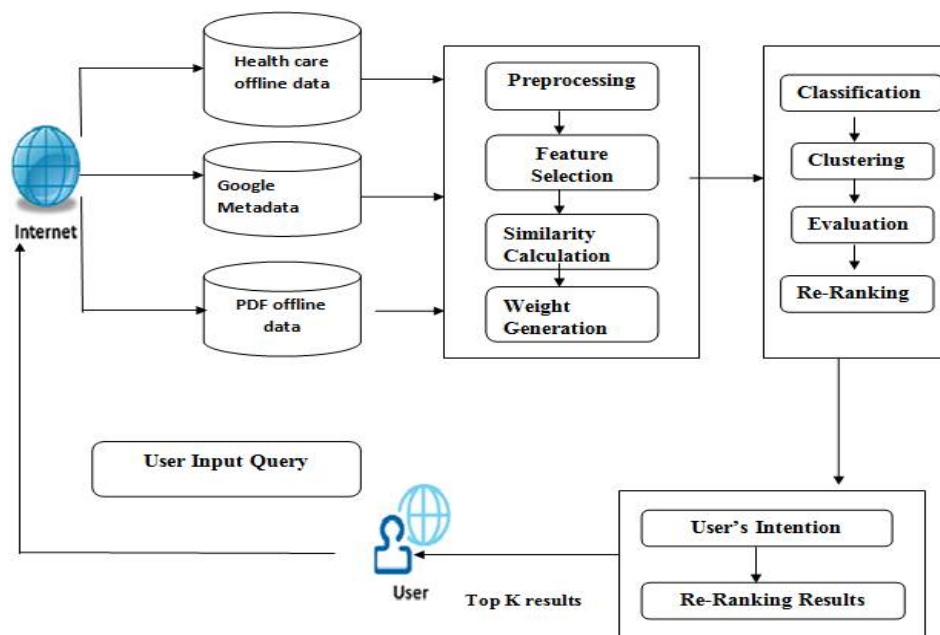 Health care
offline data
Google
Metadata
PDF offline
data
Internet
Preprocessing
Feature
Selection
Similarity
Calculation
Weight
Generation
Classification
Clustering
Evaluation
Re-Ranking
User Input Query
User
Top K results
User's Intention
Re-Ranking Results